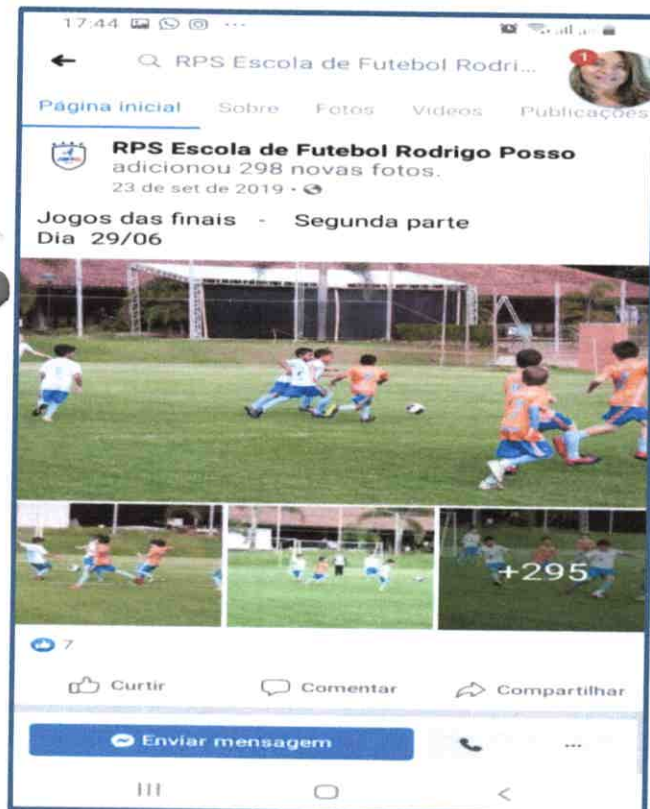 17:44 ...
RPS Escola de Futebol Rodri...
1
Página inicial Sobre Fotos Vídeos Publicações
RPS Escola de Futebol Rodrigo Posso
adicionou 298 novas fotos.
23 de set de 2019 ·
Jogos das finais - Segunda parte
Dia 29/06
+295
7
Curtir Comentar Compartilhar
Enviar mensagem ...